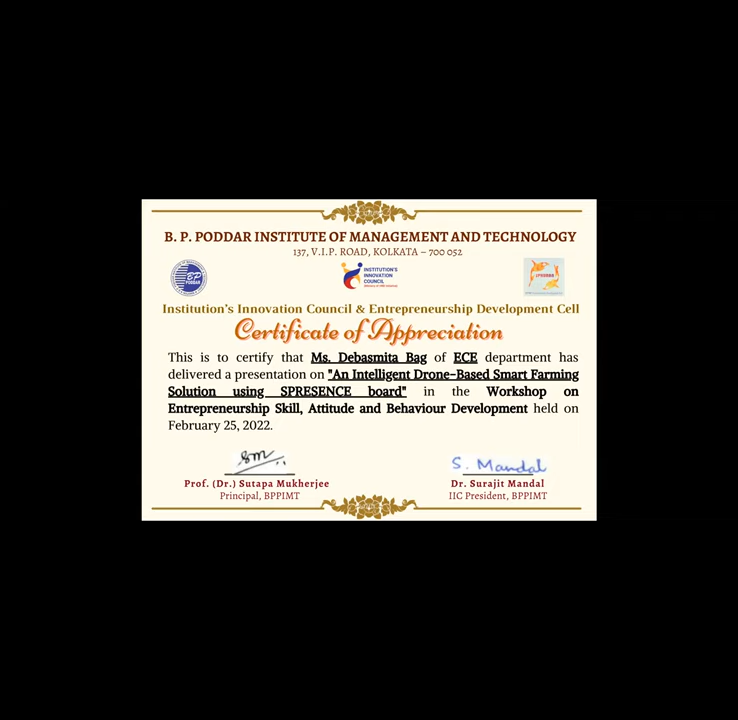 B. P. PODDAR INSTITUTE OF MANAGEMENT AND TECHNOLOGY
137, V.I.P. ROAD, KOLKATA – 700 052
BP
PODDAR
INSTITUTION'S
INNOVATION
COUNCIL
Institution's Innovation Council & Entrepreneurship Development Cell
Certificate of Appreciation
This is to certify that Ms. Debasmita Bag of ECE department has
delivered a presentation on "An Intelligent Drone-Based Smart Farming
Solution using SPRESENCE board" in the Workshop on
Entrepreneurship Skill, Attitude and Behaviour Development held on
February 25, 2022.
S. Mandal
Prof. (Dr.) Sutapa Mukherjee
Dr. Surajit Mandal
Principal, BPPIMT
IIC President, BPPIMT